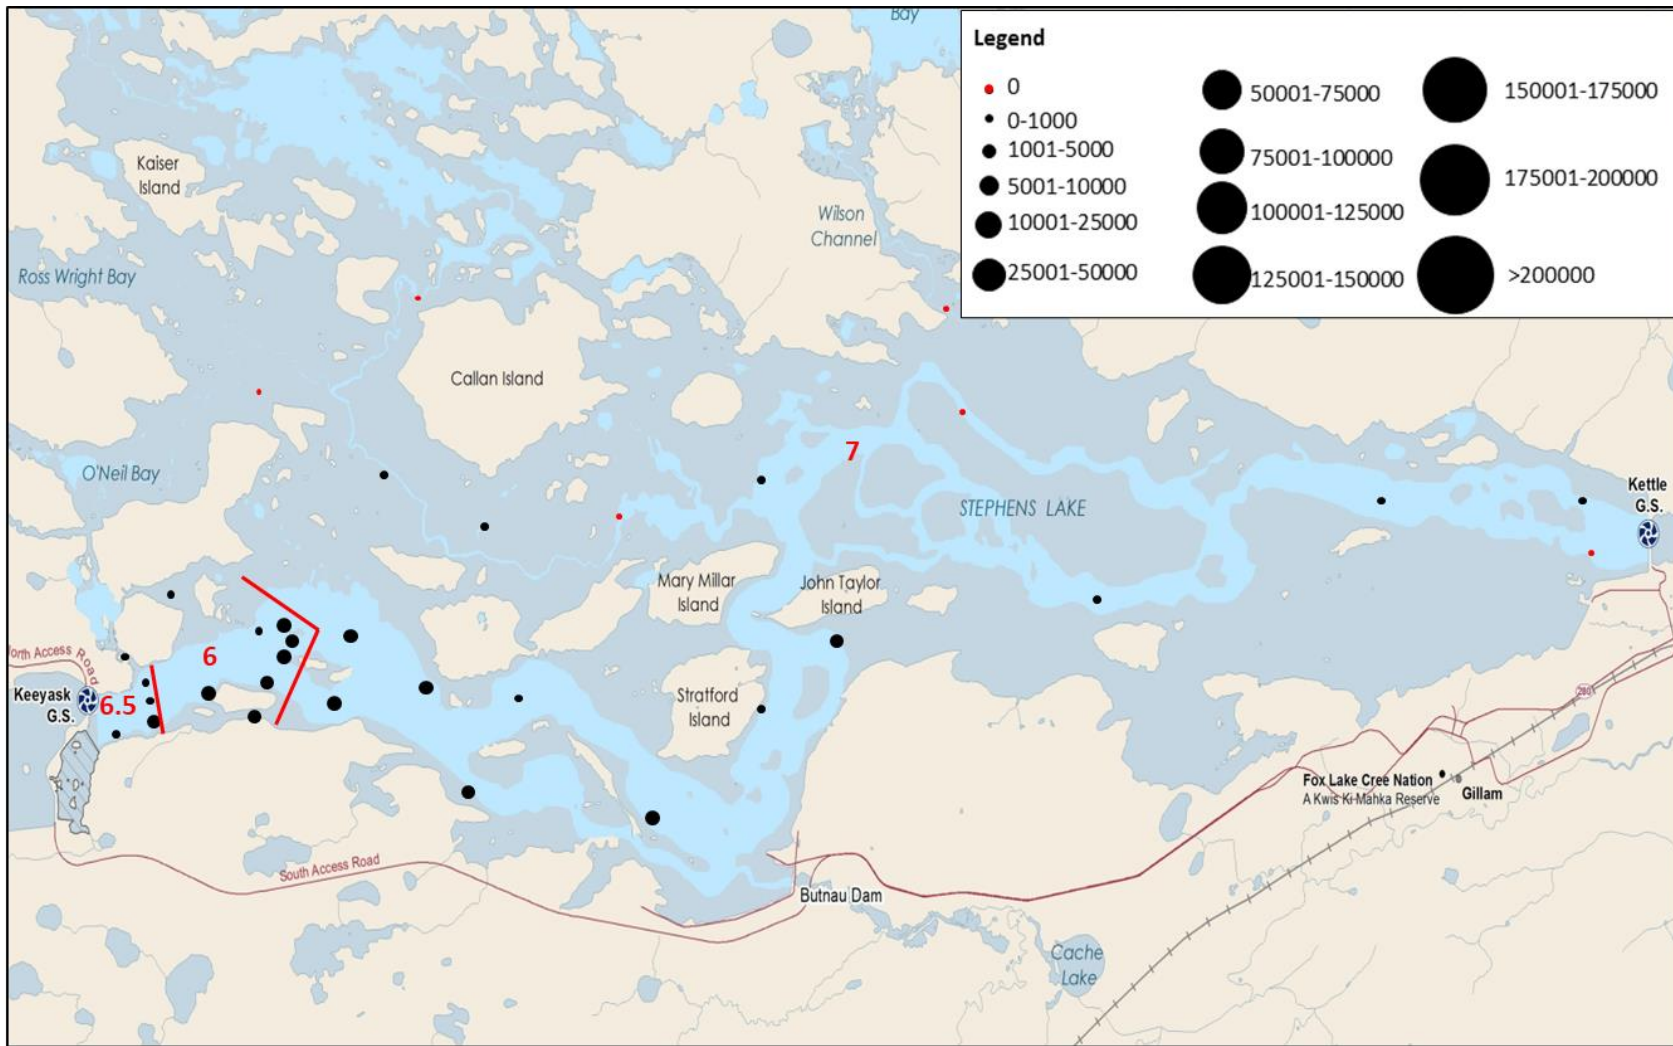 Bay
Legend
0
0-1000
1001-5000
5001-10000
10001-25000
25001-50000
50001-75000
75001-100000
100001-125000
125001-150000
150001-175000
175001-200000
>200000
Kaiser
Island
Wilson
Channel
Ross Wright Bay
Callan Island
O'Neil Bay
7
STEPHENS LAKE
Kettle
G.S.
Mary Millar
Island
John Taylor
Island
North Access Road
6
Keeyask
G.S.
6.5
Stratford
Island
280
Fox Lake Cree Nation
A Kwis Ki Mahka Reserve
Gillam
South Access Road
Butnau Dam
Cache
Lake